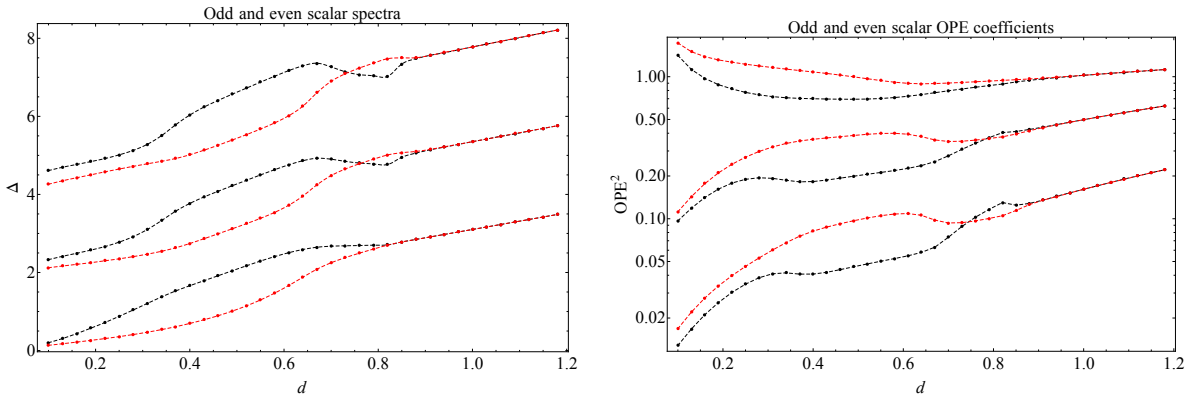 Odd and even scalar spectra
8
6
4
2
0
Δ
0.2 0.4 0.6 0.8 1.0 1.2
d
Odd and even scalar OPE coefficients
1.00
0.50
0.20
0.10
0.05
0.02
OPE²
0.2 0.4 0.6 0.8 1.0 1.2
d